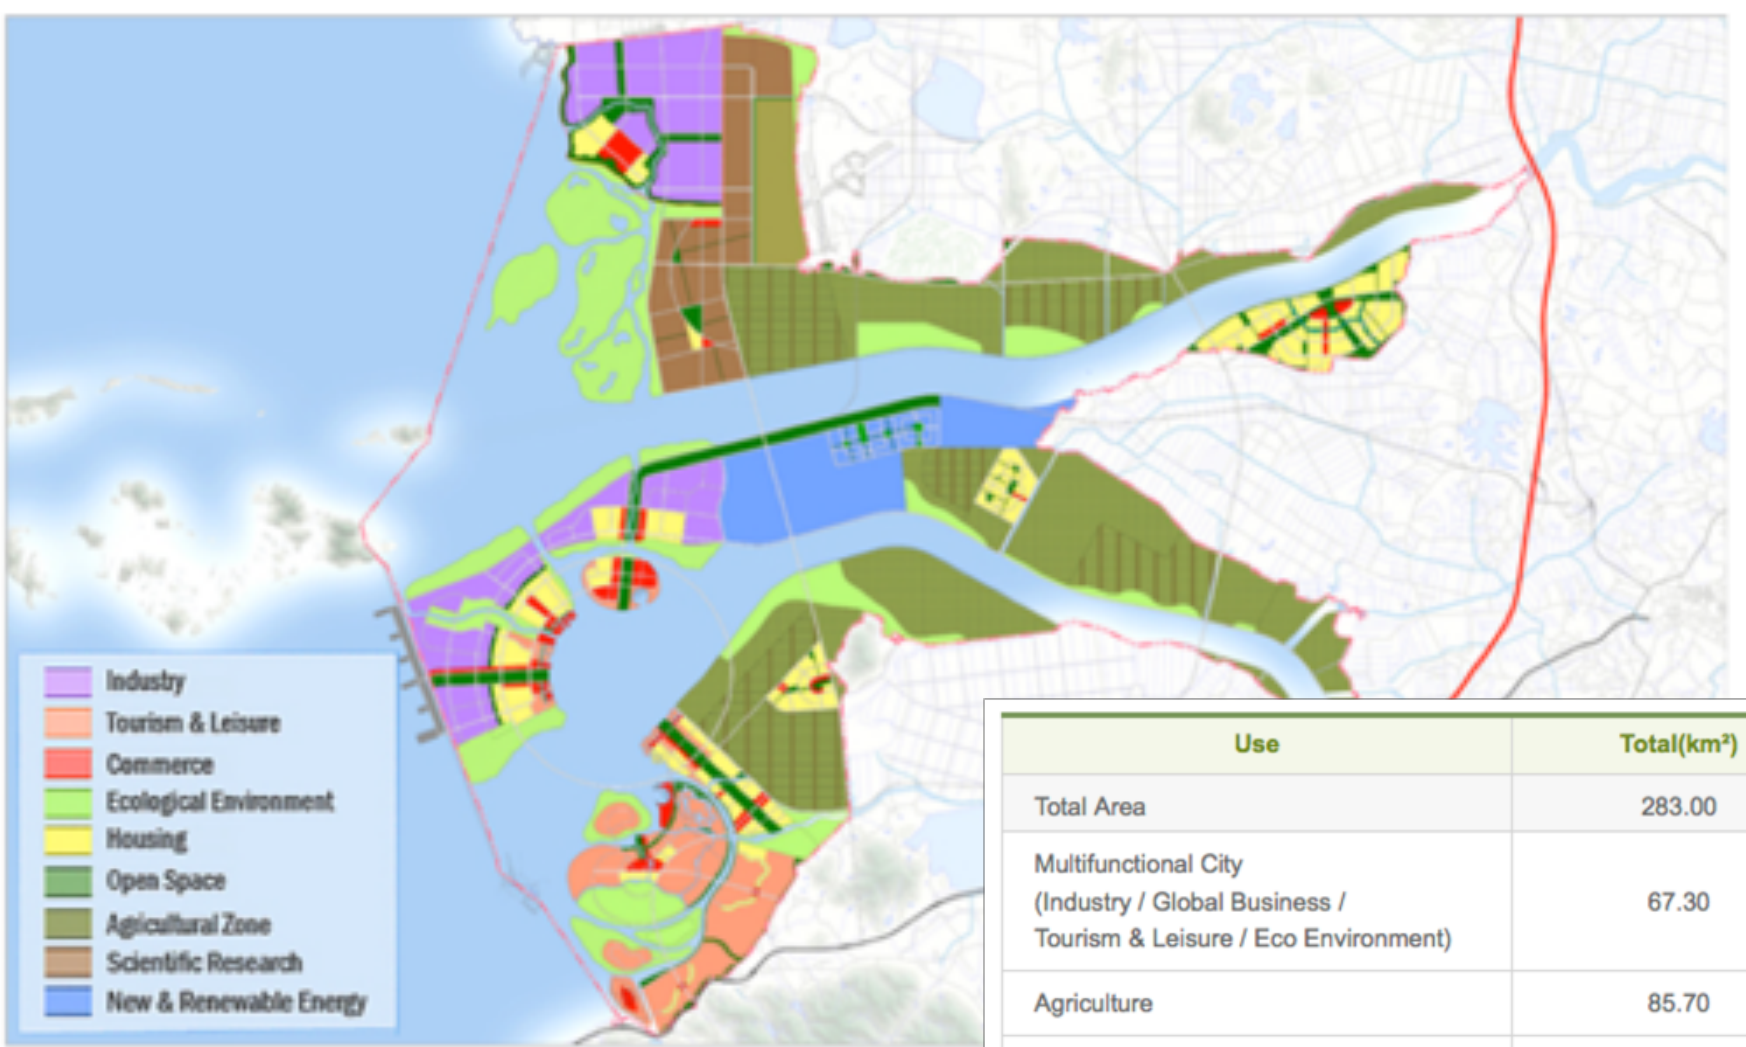 Industry
Tourism & Leisure
Commerce
Ecological Environment
Housing
Open Space
Agricultural Zone
Scientific Research
New & Renewable Energy
Use Total(km²)
Total Area 283.00
Multifunctional City
(Industry / Global Business / 67.30
Tourism & Leisure / Eco Environment)
Agriculture 85.70